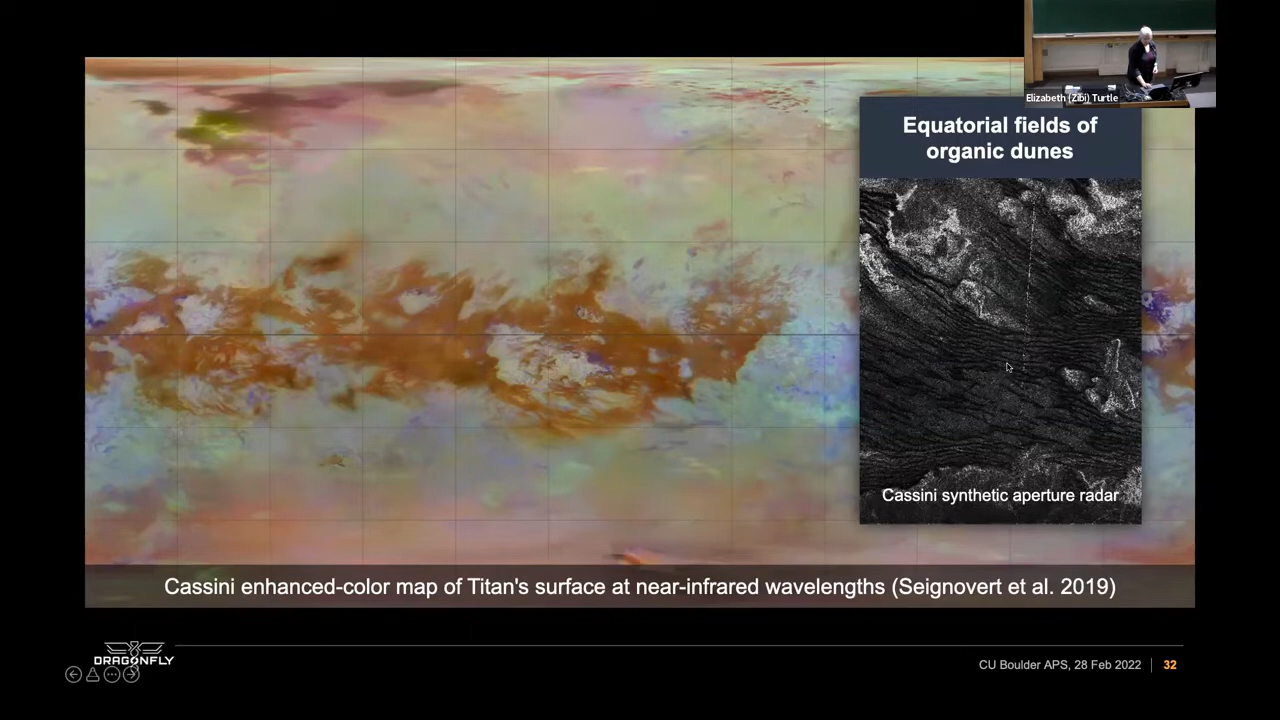 Elizabeth (Zibi) Turtle
Equatorial fields of
organic dunes
Cassini synthetic aperture radar
Cassini enhanced-color map of Titan's surface at near-infrared wavelengths (Seignovert et al. 2019)
DRAGONFLY
CU Boulder APS, 28 Feb 2022 | 32